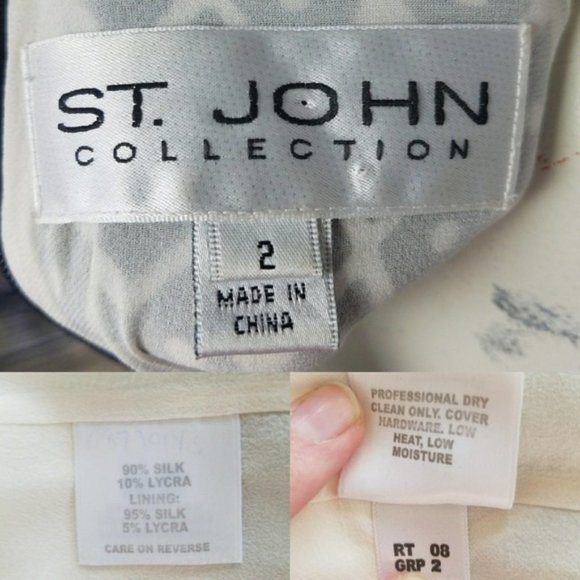 ST. JOHN
COLLECTION
2
MADE IN
CHINA
90% SILK
10% LYCRA
LINING:
95% SILK
5% LYCRA
CARE ON REVERSE
PROFESSIONAL DRY
CLEAN ONLY. COVER
HARDWARE. LOW
HEAT, LOW
MOISTURE
RT 08
GRP 2